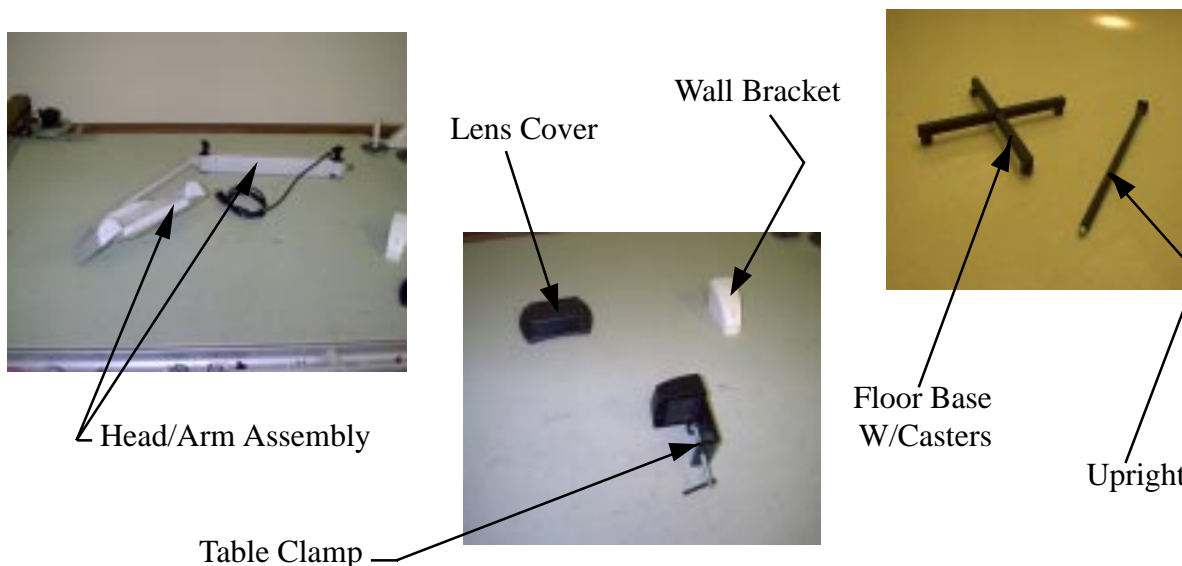 Wall Bracket
Lens Cover
Head/Arm Assembly
Floor Base
W/Casters
Upright
Table Clamp